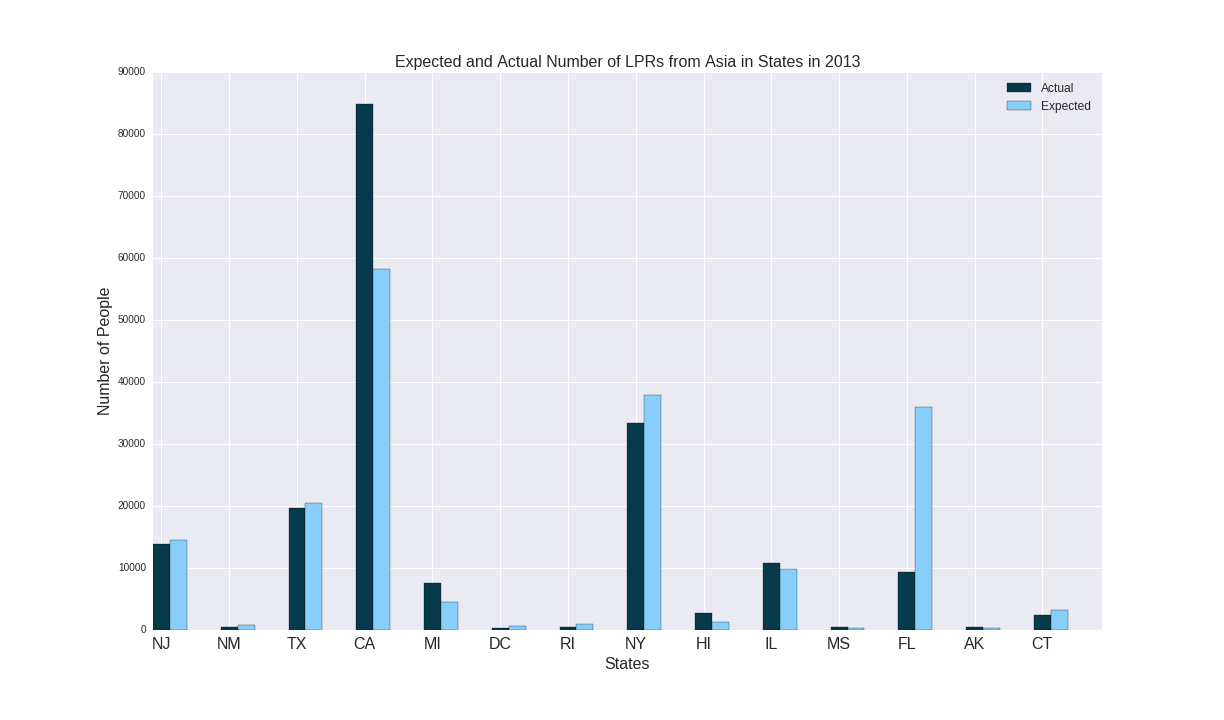 Expected and Actual Number of LPRs from Asia in States in 2013
Actual
Expected
90000
80000
70000
60000
50000
40000
30000
20000
10000
0
Number of People
NJ NM TX CA MI DC RI NY HI IL MS FL AK CT
States